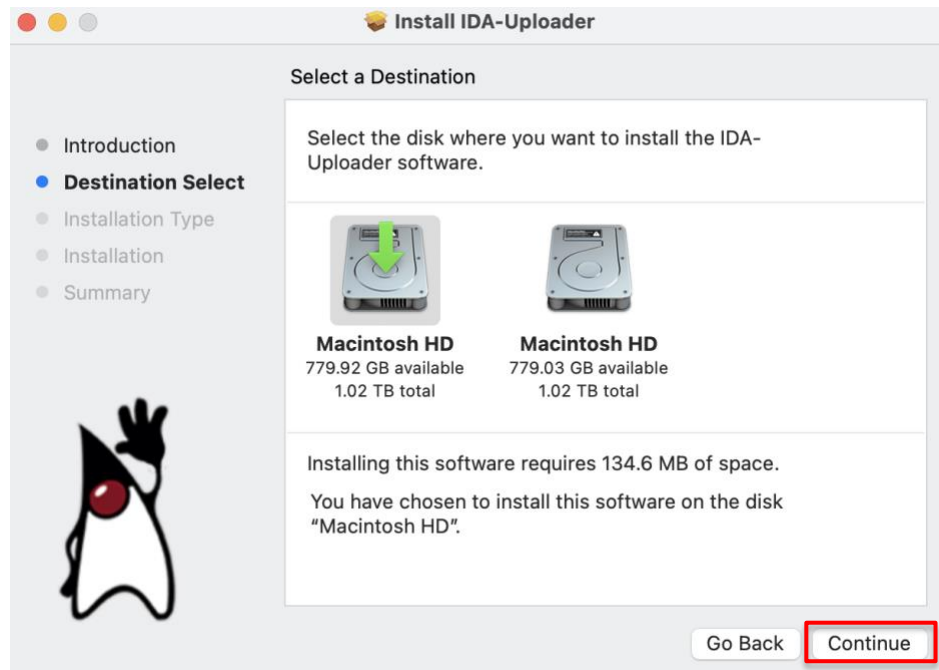 Install IDA-Uploader
Select a Destination
Introduction
Destination Select
Installation Type
Installation
Summary
Select the disk where you want to install the IDA-
Uploader software.
Macintosh HD
779.92 GB available
1.02 TB total
Macintosh HD
779.03 GB available
1.02 TB total
Installing this software requires 134.6 MB of space.
You have chosen to install this software on the disk
“Macintosh HD”.
Go Back
Continue